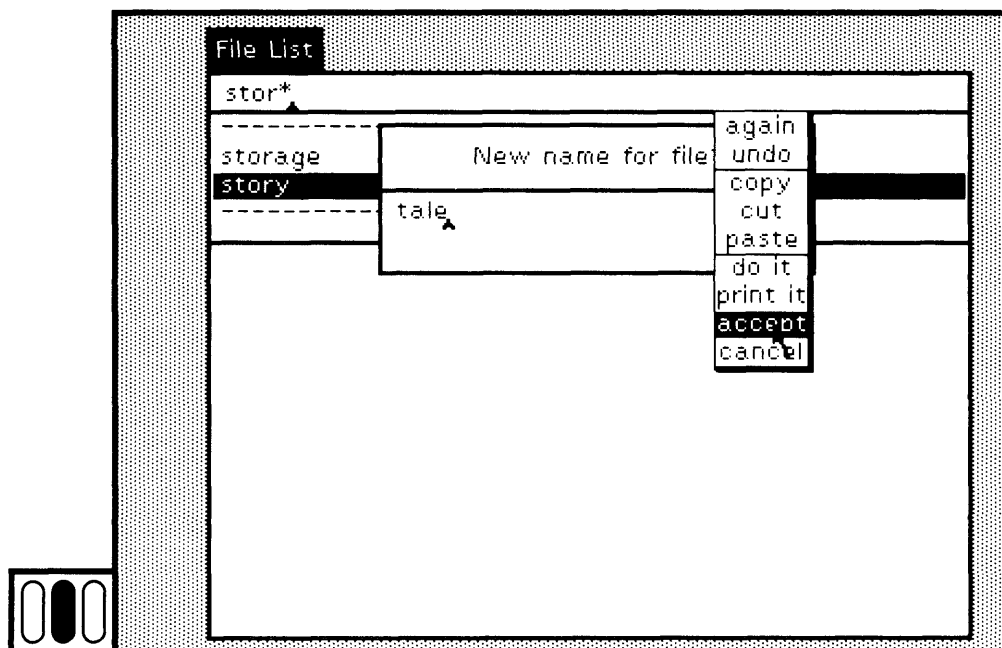 File List
stor*
---------------
storage
story
---------------
New name for file
tale
again
undo
copy
cut
paste
do it
print it
accept
cancel